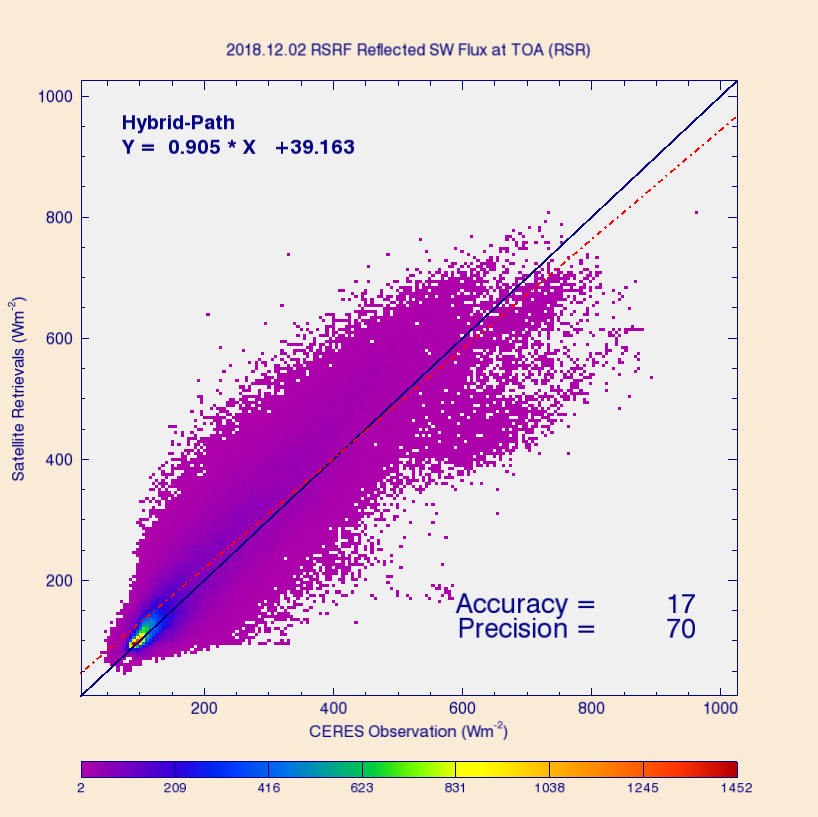 2018.12.02 RSRF Reflected SW Flux at TOA (RSR)
Hybrid-Path
Y = 0.905 * X +39.163
1000
800
600
400
200
Satellite Retrievals (Wm-2)
Accuracy = 17
Precision = 70
200 400 600 800 1000
CERES Observation (Wm-2)
2 209 416 623 831 1038 1245 1452